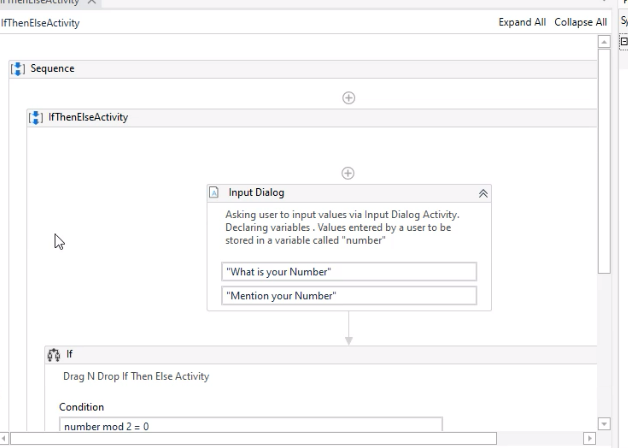 IfThenElseActivity
IfThenElseActivity
Expand All Collapse All
Sequence
IfThenElseActivity
Input Dialog
Asking user to input values via Input Dialog Activity.
Declaring variables . Values entered by a user to be
stored in a variable called "number"
"What is your Number"
"Mention your Number"
If
Drag N Drop If Then Else Activity
Condition
number mod 2 = 0